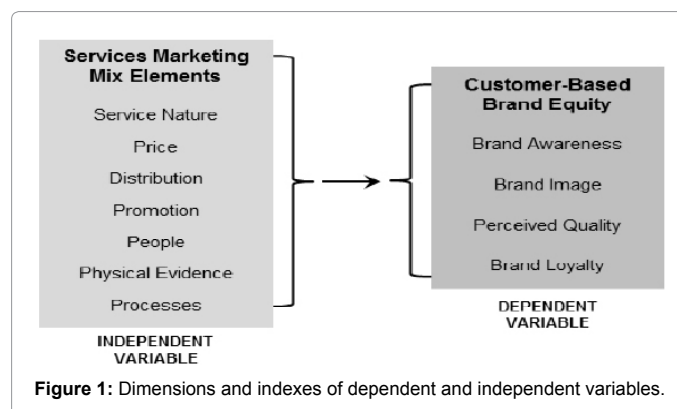 Services Marketing
Mix Elements
Service Nature
Price
Distribution
Promotion
People
Physical Evidence
Processes
INDEPENDENT
VARIABLE
Customer-Based
Brand Equity
Brand Awareness
Brand Image
Perceived Quality
Brand Loyalty
DEPENDENT
VARIABLE
Figure 1: Dimensions and indexes of dependent and independent variables.